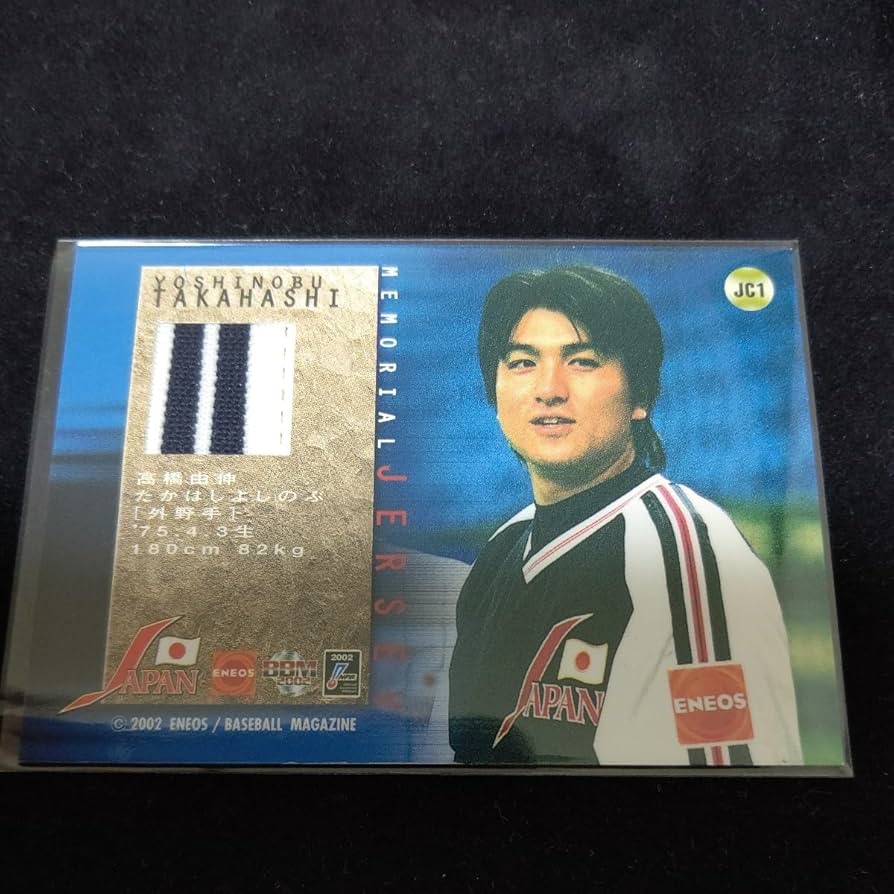 YOSHINOBU
TAKAHASHI
高橋由伸
たかはしよしのぶ
[外野手]
'75.4.3生
180cm 82kg
JAPAN
ENEOS
BBM
2002
2002
© 2002 ENEOS / BASEBALL MAGAZINE
MEMORIAL JERSEY
JC1
JAPAN
ENEOS